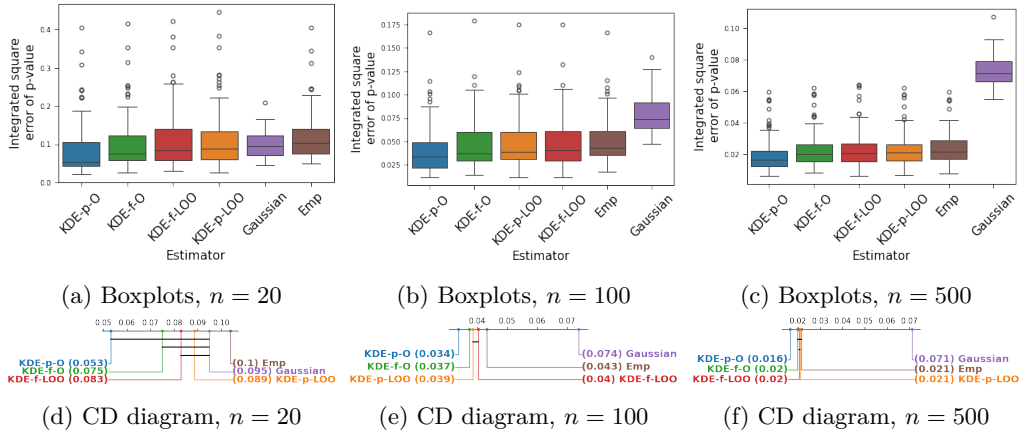 Integrated square
error of p-value
0.4
0.3
0.2
0.1
0.0
KDE-p-O
KDE-f-O
KDE-f-LOO
KDE-p-LOO
Gaussian
Emp
Estimator
(a) Boxplots, n = 20
Integrated square
error of p-value
0.175
0.150
0.125
0.100
0.075
0.050
0.025
KDE-p-O
KDE-f-O
KDE-p-LOO
KDE-f-LOO
Emp
Gaussian
Estimator
(b) Boxplots, n = 100
Integrated square
error of p-value
0.10
0.08
0.06
0.04
0.02
KDE-p-O
KDE-f-O
KDE-f-LOO
KDE-p-LOO
Emp
Gaussian
Estimator
(c) Boxplots, n = 500
0.05 0.06 0.07 0.08 0.09 0.10
KDE-p-O (0.053)
KDE-f-O (0.075)
KDE-f-LOO (0.083)
(0.1) Emp
(0.095) Gaussian
(0.089) KDE-p-LOO
(d) CD diagram, n = 20
0.04 0.05 0.06 0.07
KDE-p-O (0.034)
KDE-f-O (0.037)
KDE-p-LOO (0.039)
(0.074) Gaussian
(0.043) Emp
(0.04) KDE-f-LOO
(e) CD diagram, n = 100
0.02 0.03 0.04 0.05 0.06 0.07
KDE-p-O (0.016)
KDE-f-O (0.02)
KDE-f-LOO (0.02)
(0.071) Gaussian
(0.021) Emp
(0.021) KDE-p-LOO
(f) CD diagram, n = 500